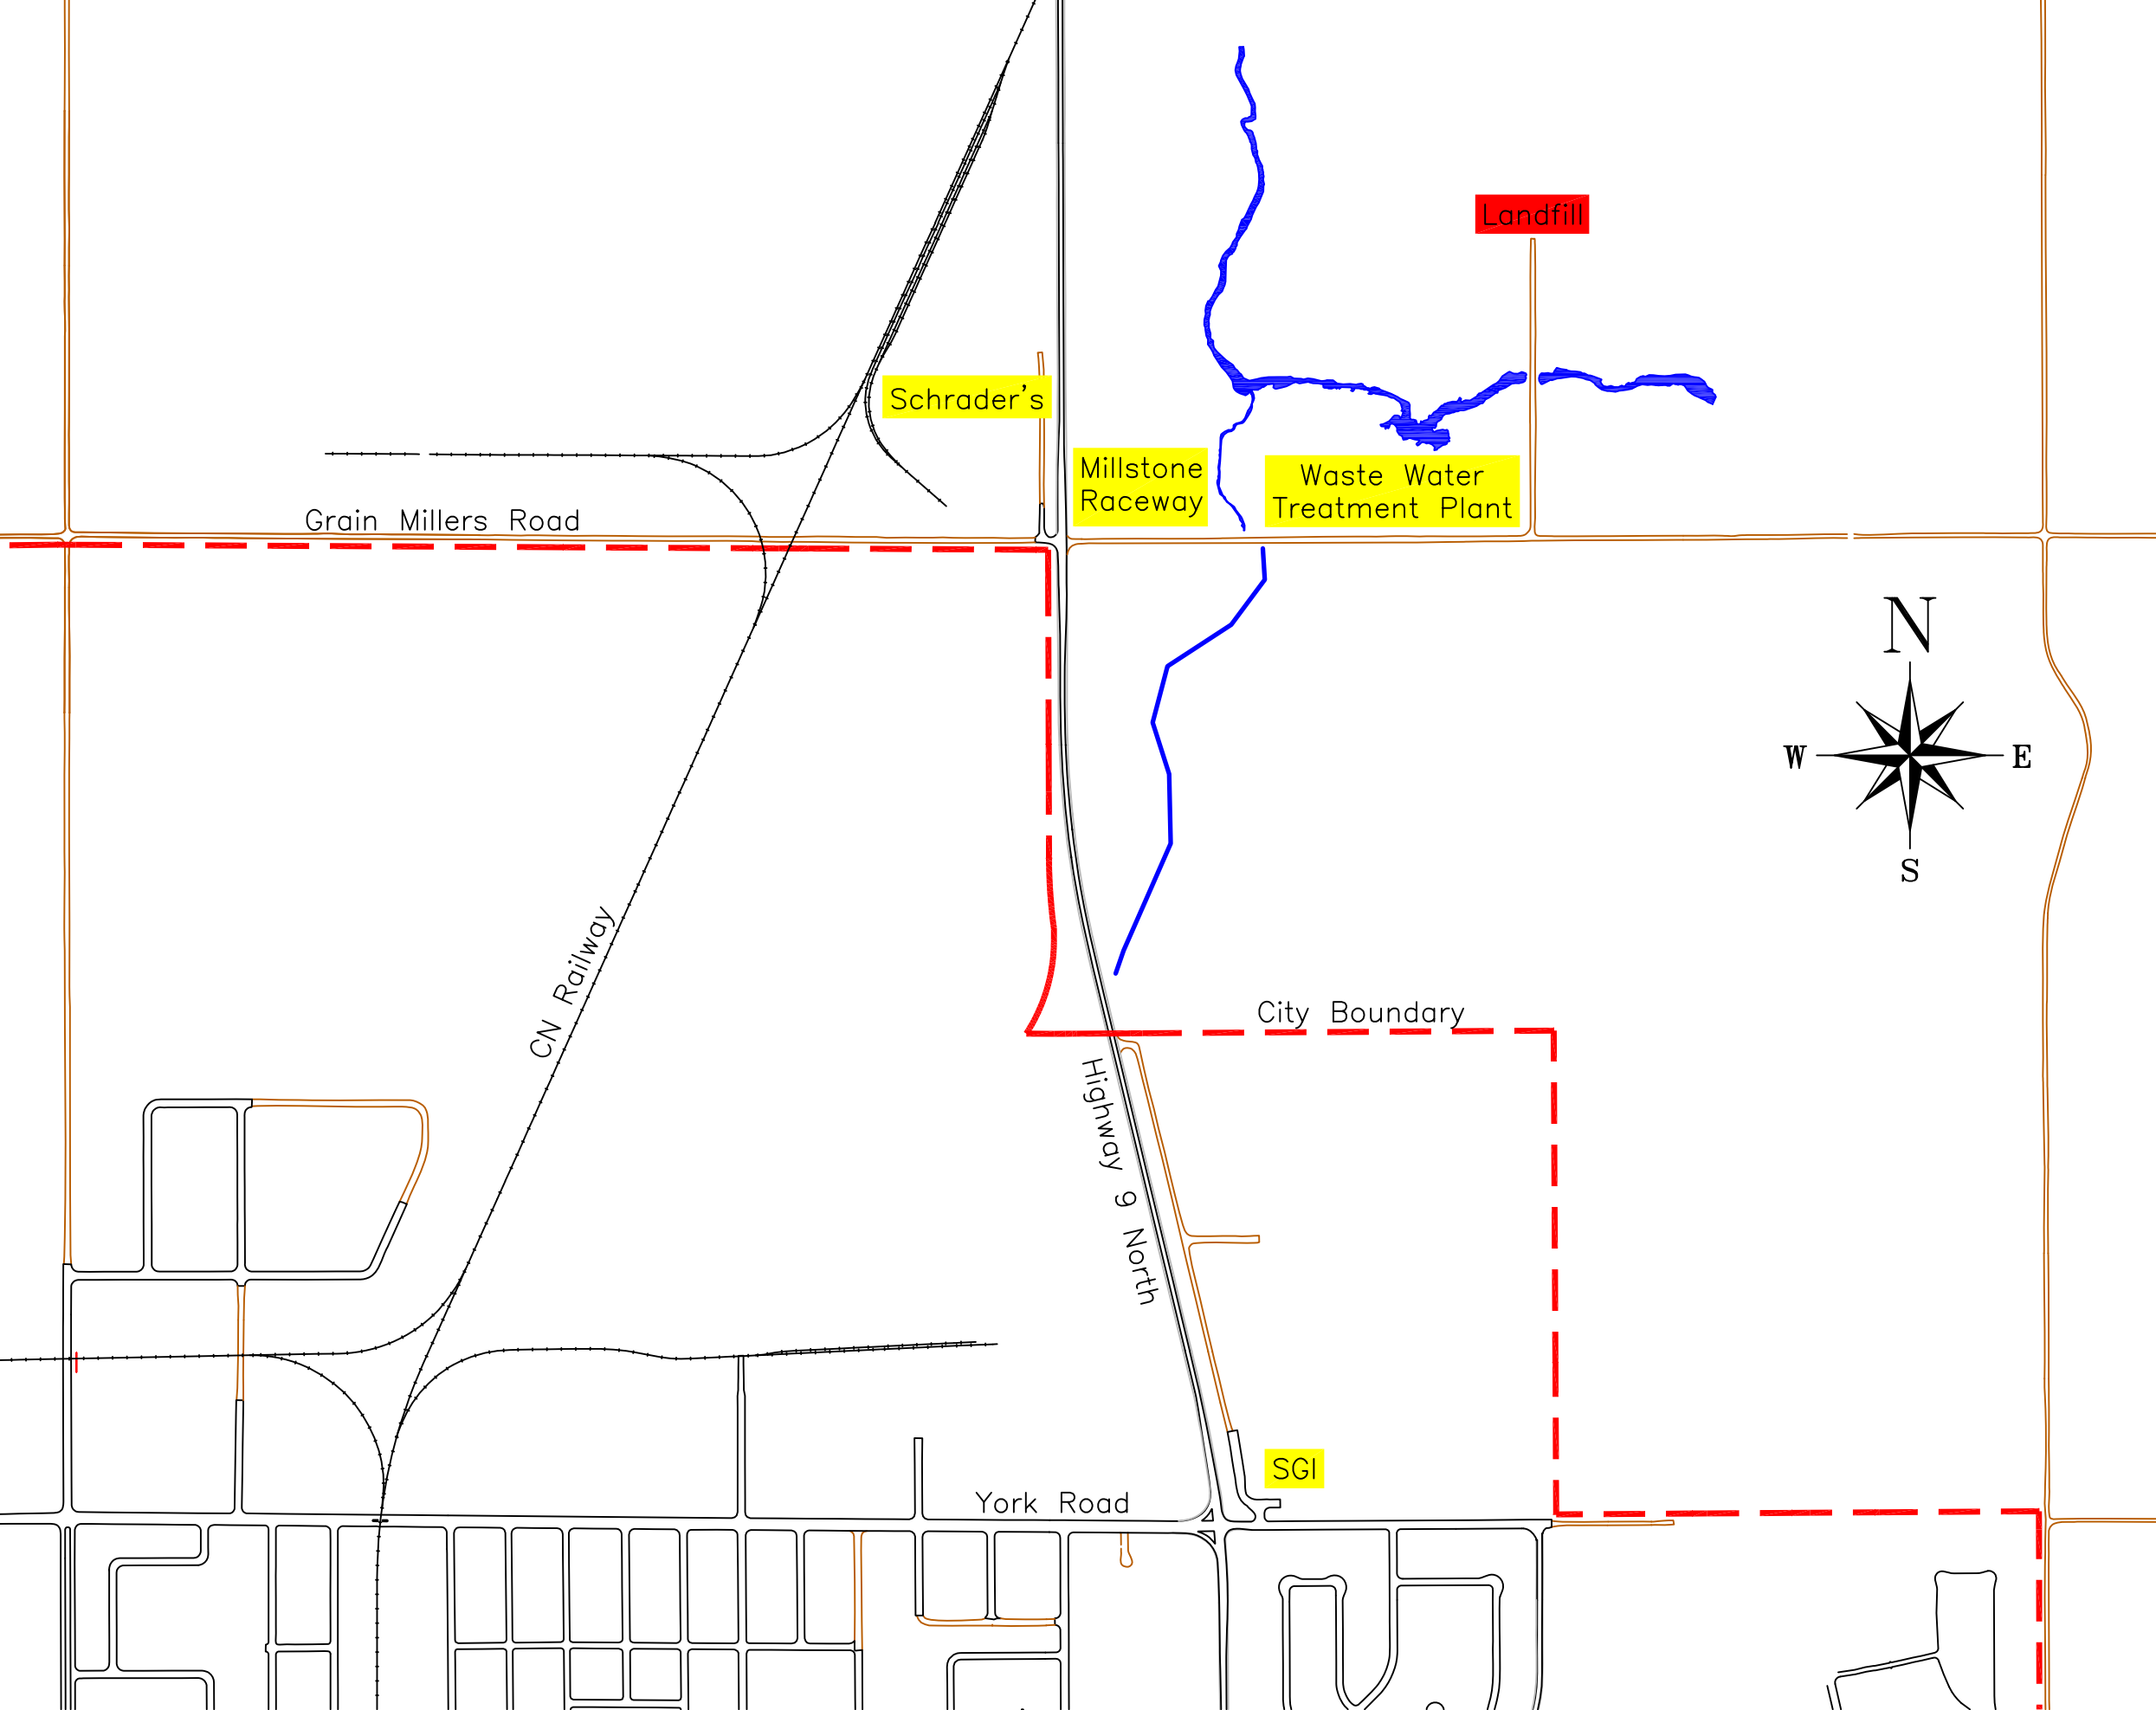 Landfill
Schrader's
Millstone
Raceway
Waste Water
Treatment Plant
Grain Millers Road
N
W
E
S
CN Railway
City Boundary
Highway 9 North
SGI
York Road